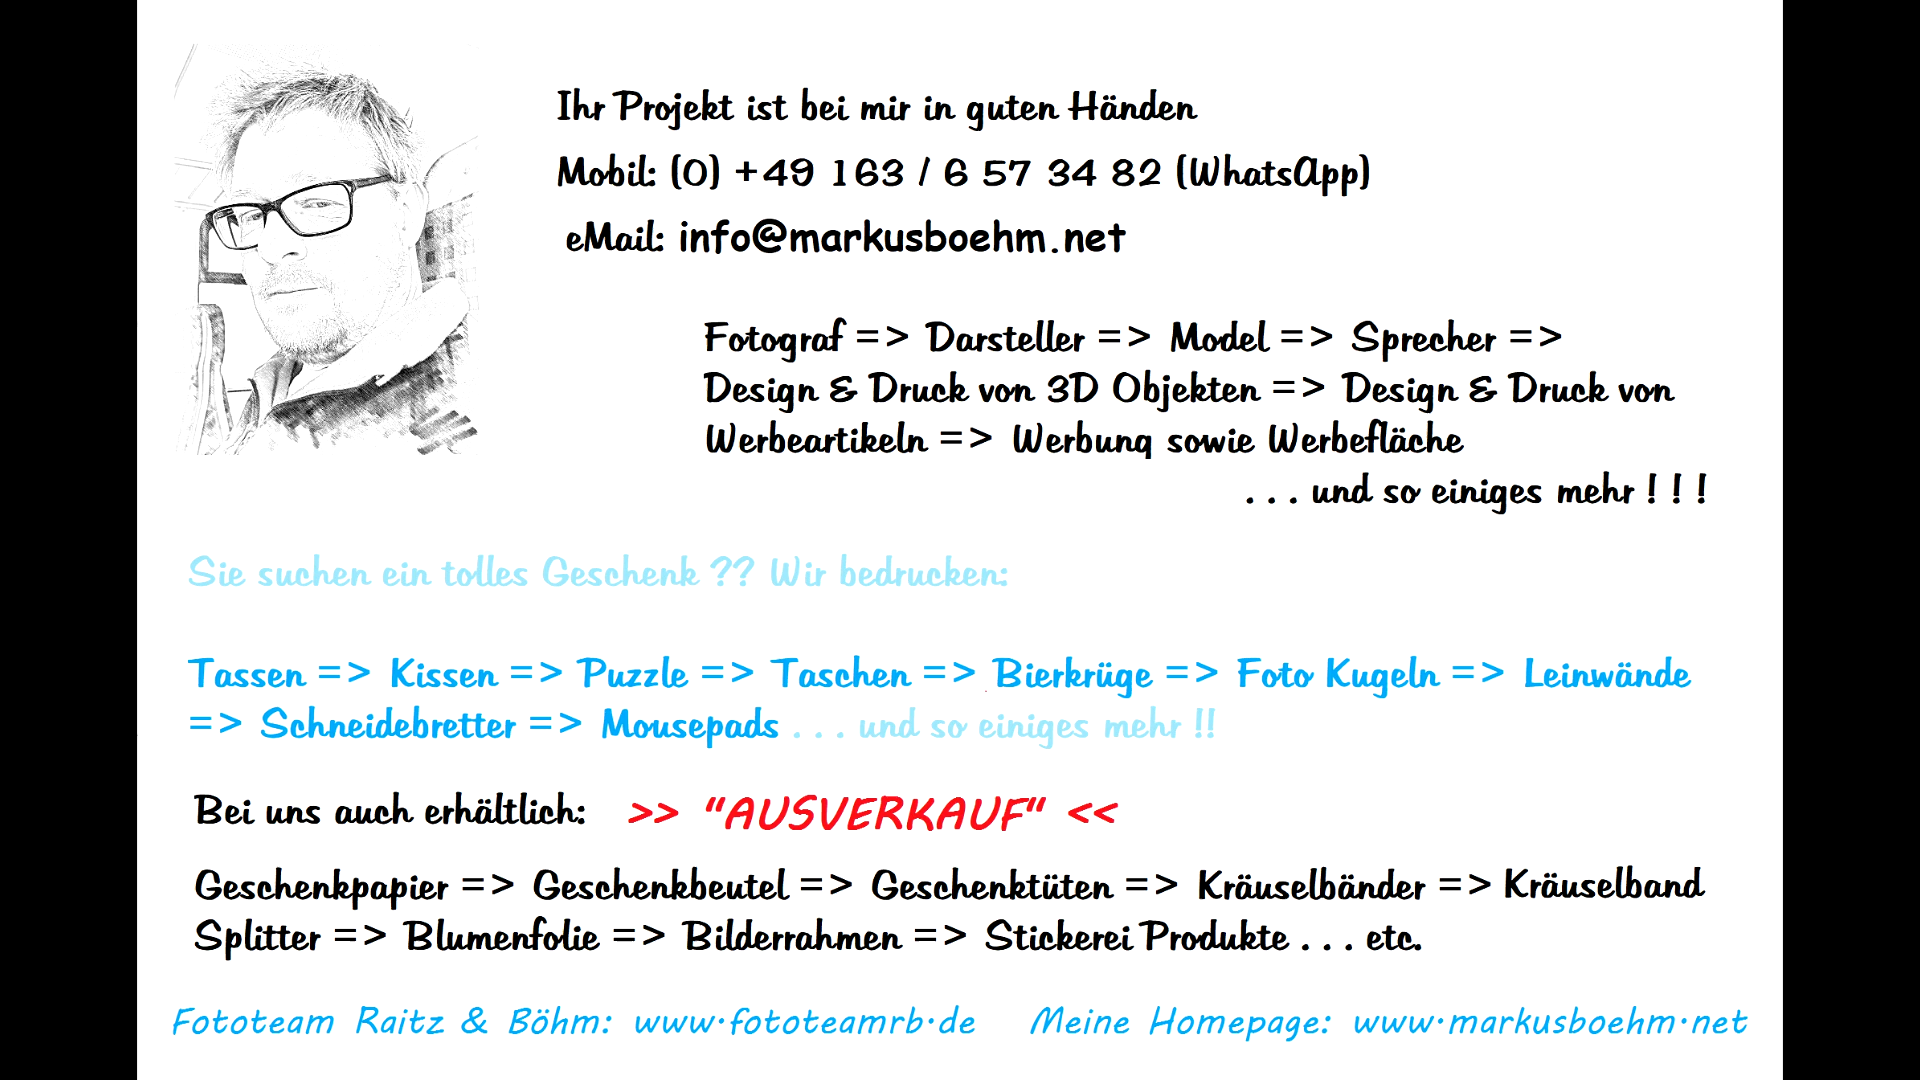 Ihr Projekt ist bei mir in guten Händen
Mobil: (0) +49 163 / 6 57 34 82 (WhatsApp)
eMail: info@markusboehm.net
Fotograf => Darsteller => Model => Sprecher =>
Design & Druck von 3D Objekten => Design & Druck von
Werbeartikeln => Werbung sowie Werbefläche
. . . und so einiges mehr ! ! !
Sie suchen ein tolles Geschenk ?? Wir bedrucken:
Tassen => Kissen => Puzzle => Taschen => Bierkrüge => Foto Kugeln => Leinwände
=> Schneidebretter => Mousepads . . . und so einiges mehr !!
Bei uns auch erhältlich: >> "AUSVERKAUF" <<
Geschenkpapier => Geschenkbeutel => Geschenktüten => Kräuselbänder => Kräuselband
Splitter => Blumenfolie => Bilderrahmen => Stickerei Produkte . . . etc.
Fototeam Raitz & Böhm: www.fototeamrb.de Meine Homepage: www.markusboehm.net